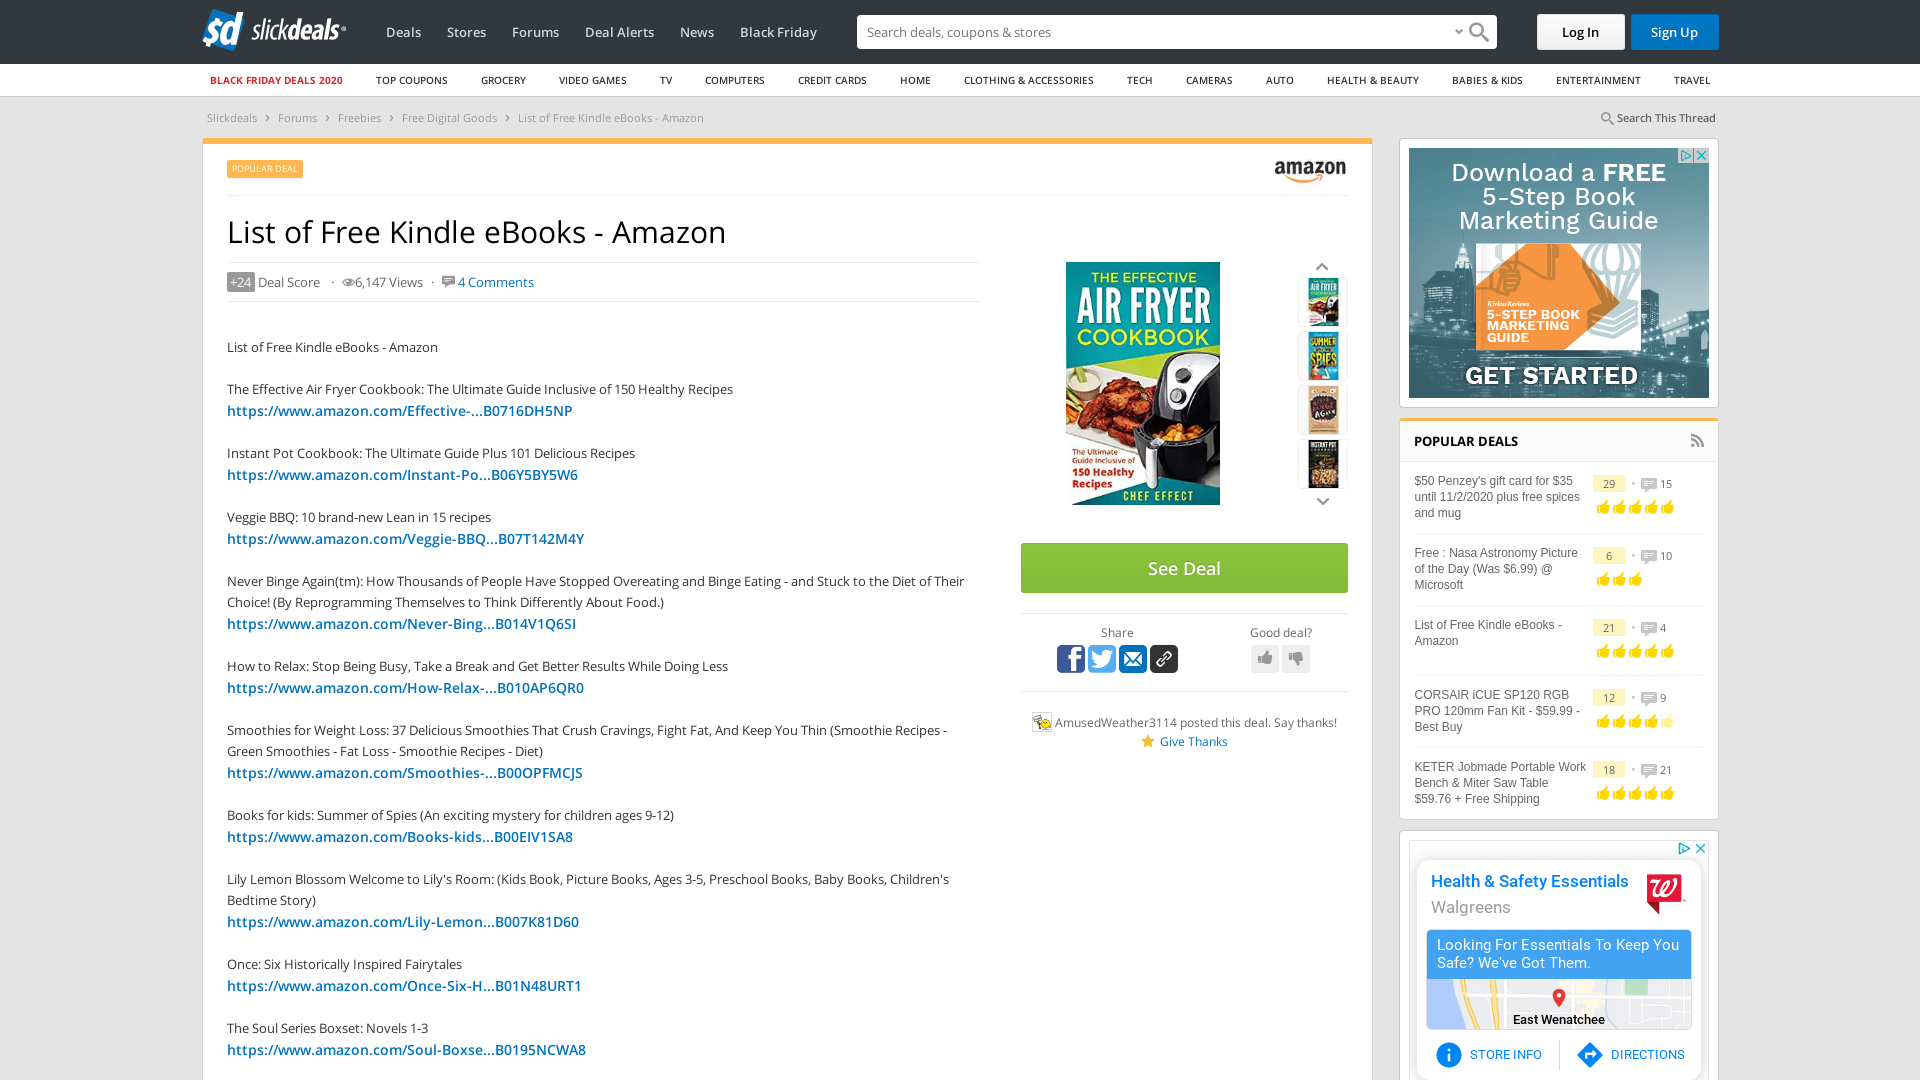 sd slickdeals
Deals
Stores
Forums
Deal Alerts
News
Black Friday
Search deals, coupons & stores
Log In
Sign Up
BLACK FRIDAY DEALS 2020
TOP COUPONS
GROCERY
VIDEO GAMES
TV
COMPUTERS
CREDIT CARDS
HOME
CLOTHING & ACCESSORIES
TECH
CAMERAS
AUTO
HEALTH & BEAUTY
BABIES & KIDS
ENTERTAINMENT
TRAVEL
Slickdeals > Forums > Freebies > Free Digital Goods > List of Free Kindle eBooks - Amazon
Search This Thread
POPULAR DEAL
amazon
List of Free Kindle eBooks - Amazon
+24 Deal Score · 6,147 Views · 4 Comments
List of Free Kindle eBooks - Amazon
The Effective Air Fryer Cookbook: The Ultimate Guide Inclusive of 150 Healthy Recipes
https://www.amazon.com/Effective-...B0716DH5NP
Instant Pot Cookbook: The Ultimate Guide Plus 101 Delicious Recipes
https://www.amazon.com/Instant-Po...B06Y5BY5W6
Veggie BBQ: 10 brand-new Lean in 15 recipes
https://www.amazon.com/Veggie-BBQ...B07T142M4Y
Never Binge Again(tm): How Thousands of People Have Stopped Overeating and Binge Eating - and Stuck to the Diet of Their
Choice! (By Reprogramming Themselves to Think Differently About Food.)
https://www.amazon.com/Never-Bing...B014V1Q6SI
How to Relax: Stop Being Busy, Take a Break and Get Better Results While Doing Less
https://www.amazon.com/How-Relax-...B010AP6QR0
Smoothies for Weight Loss: 37 Delicious Smoothies That Crush Cravings, Fight Fat, And Keep You Thin (Smoothie Recipes -
Green Smoothies - Fat Loss - Smoothie Recipes - Diet)
https://www.amazon.com/Smoothies-...B00OPFMCJS
Books for kids: Summer of Spies (An exciting mystery for children ages 9-12)
https://www.amazon.com/Books-kids...B00EIV1SA8
Lily Lemon Blossom Welcome to Lily's Room: (Kids Book, Picture Books, Ages 3-5, Preschool Books, Baby Books, Children's
Bedtime Story)
https://www.amazon.com/Lily-Lemon...B007K81D60
Once: Six Historically Inspired Fairytales
https://www.amazon.com/Once-Six-H...B01N48URT1
The Soul Series Boxset: Novels 1-3
https://www.amazon.com/Soul-Boxse...B0195NCWA8
THE EFFECTIVE
AIR FRYER
COOKBOOK
The Ultimate
Guide Inclusive of
150 Healthy
Recipes
CHEF EFFECT
AIR FRYER
SUMMER
SPIES
AGAIN
INSTANT POT
See Deal
Share
Good deal?
AmusedWeather3114 posted this deal. Say thanks!
Give Thanks
Download a FREE
5-Step Book
Marketing Guide
Kirkus Reviews
5-STEP BOOK
MARKETING
GUIDE
GET STARTED
POPULAR DEALS
$50 Penzey's gift card for $35
until 11/2/2020 plus free spices
and mug
29 · 15
Free : Nasa Astronomy Picture
of the Day (Was $6.99) @
Microsoft
6 · 10
List of Free Kindle eBooks -
Amazon
21 · 4
CORSAIR iCUE SP120 RGB
PRO 120mm Fan Kit - $59.99 -
Best Buy
12 · 9
KETER Jobmade Portable Work
Bench & Miter Saw Table
$59.76 + Free Shipping
18 · 21
Health & Safety Essentials
Walgreens
Looking For Essentials To Keep You
Safe? We've Got Them.
East Wenatchee
STORE INFO
DIRECTIONS